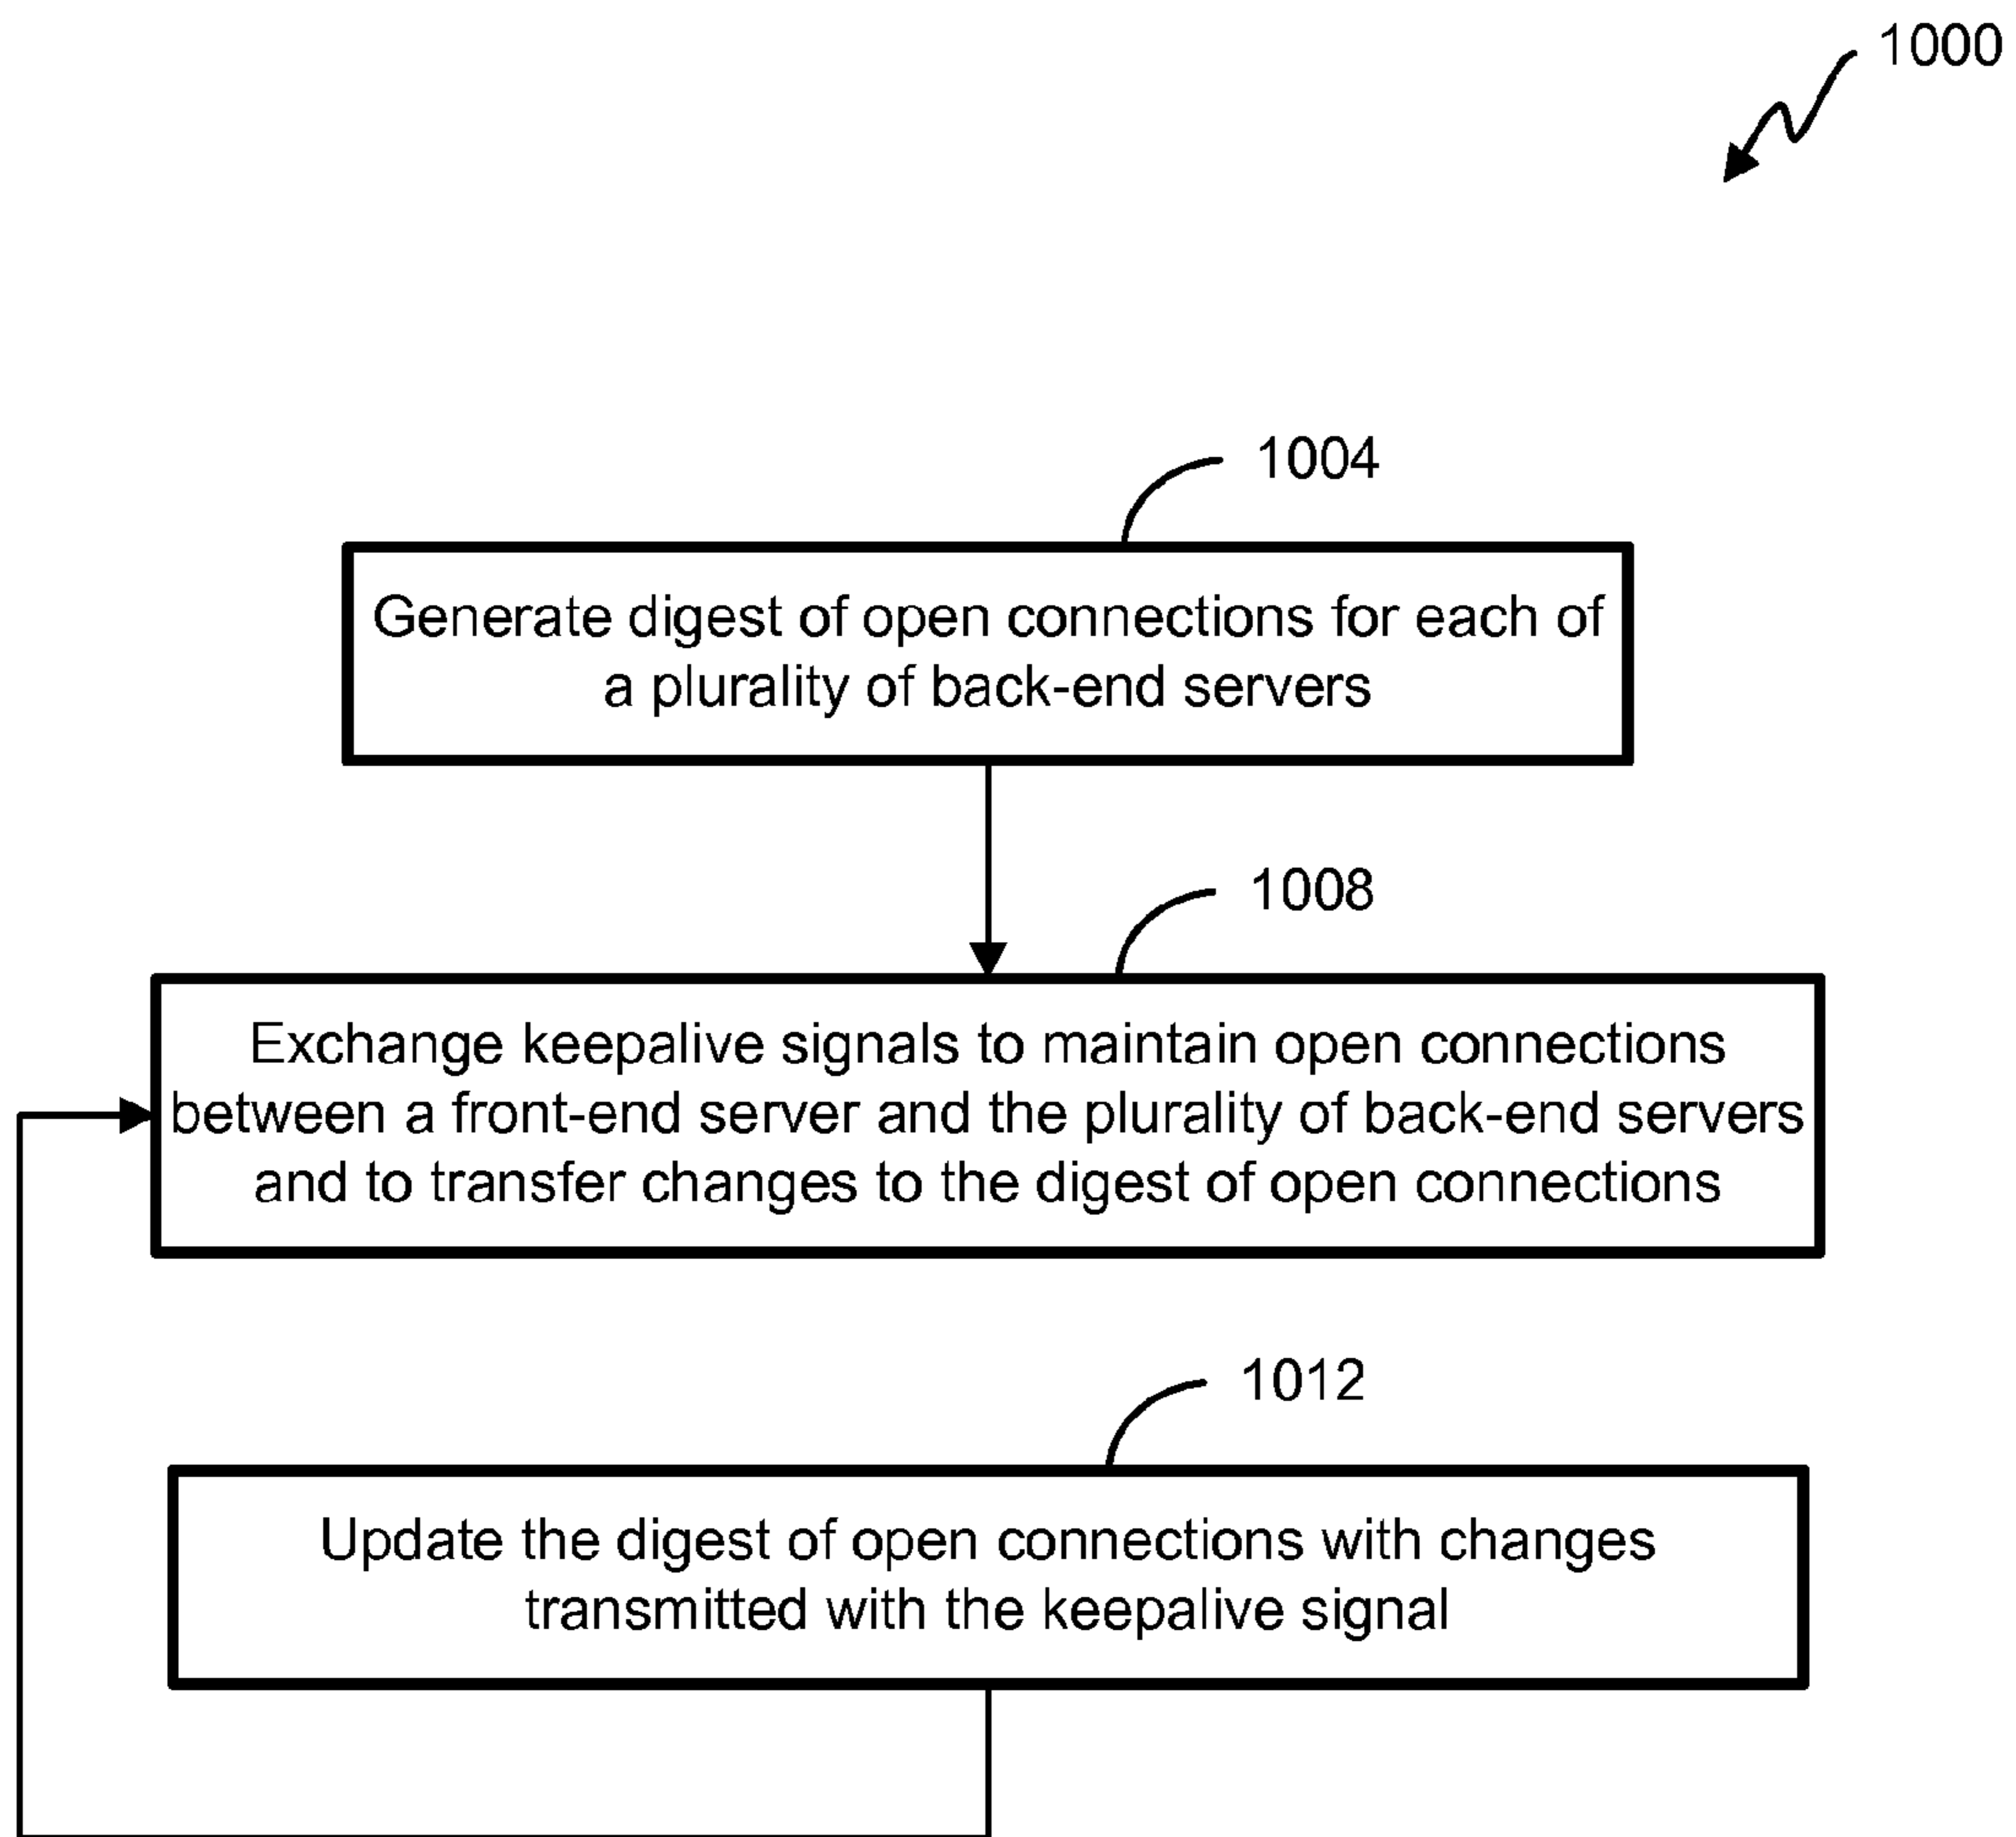 1000
1004
Generate digest of open connections for each of
a plurality of back-end servers
1008
Exchange keepalive signals to maintain open connections
between a front-end server and the plurality of back-end servers
and to transfer changes to the digest of open connections
1012
Update the digest of open connections with changes
transmitted with the keepalive signal